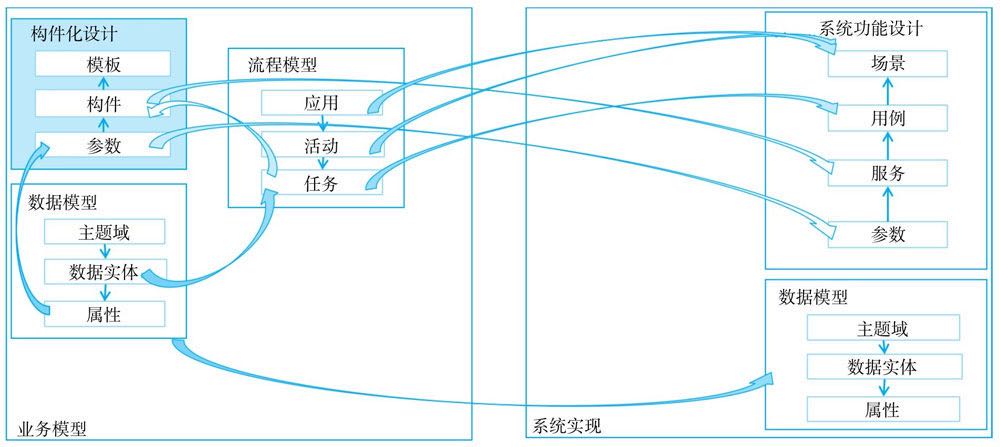 构件化设计
模板
构件
参数
流程模型
应用
活动
任务
数据模型
主题域
数据实体
属性
业务模型
系统功能设计
场景
用例
服务
参数
数据模型
主题域
数据实体
属性
系统实现